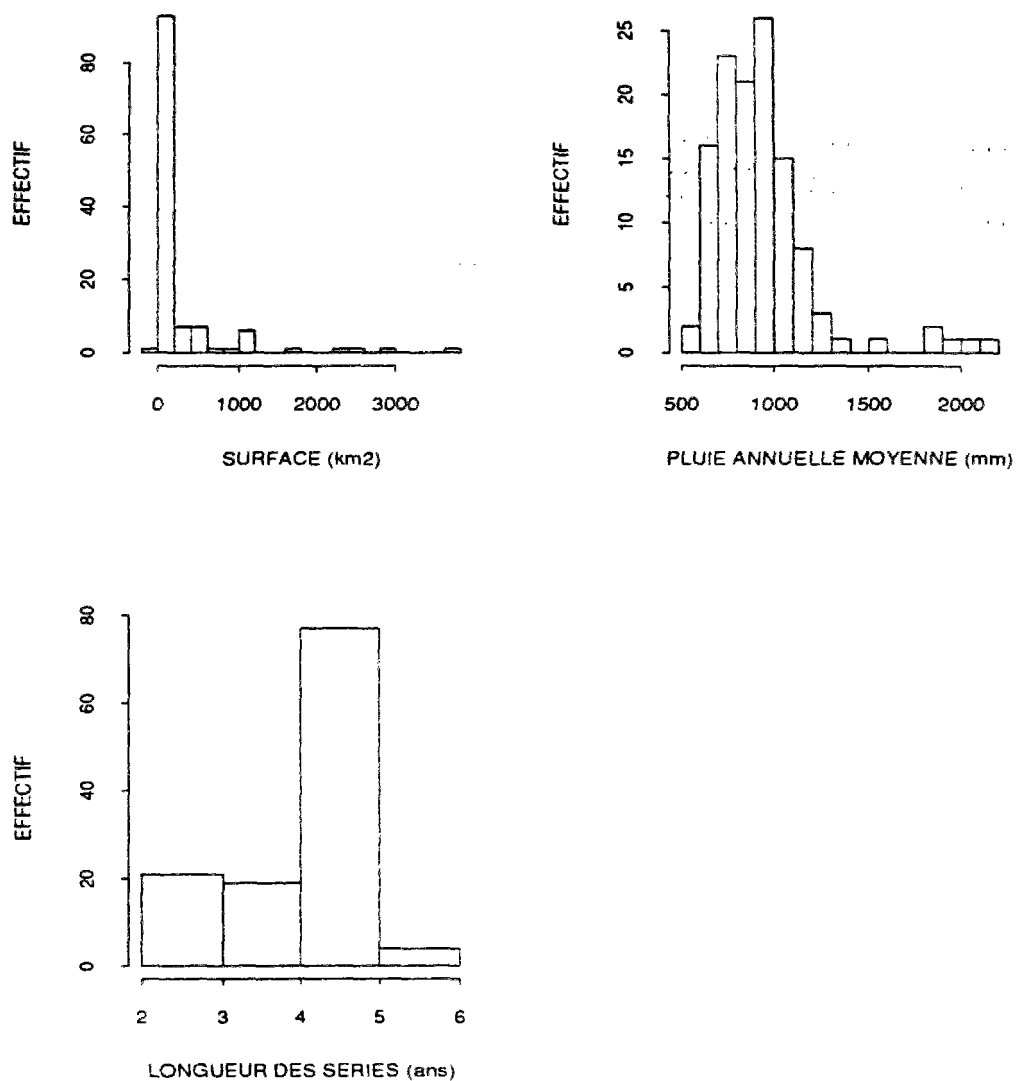 EFFECTIF
80
60
40
20
0
0 1000 2000 3000
SURFACE (km2)
EFFECTIF
25
20
15
10
5
0
500 1000 1500 2000
PLUIE ANNUELLE MOYENNE (mm)
EFFECTIF
80
60
40
20
0
2 3 4 5 6
LONGUEUR DES SERIES (ans)